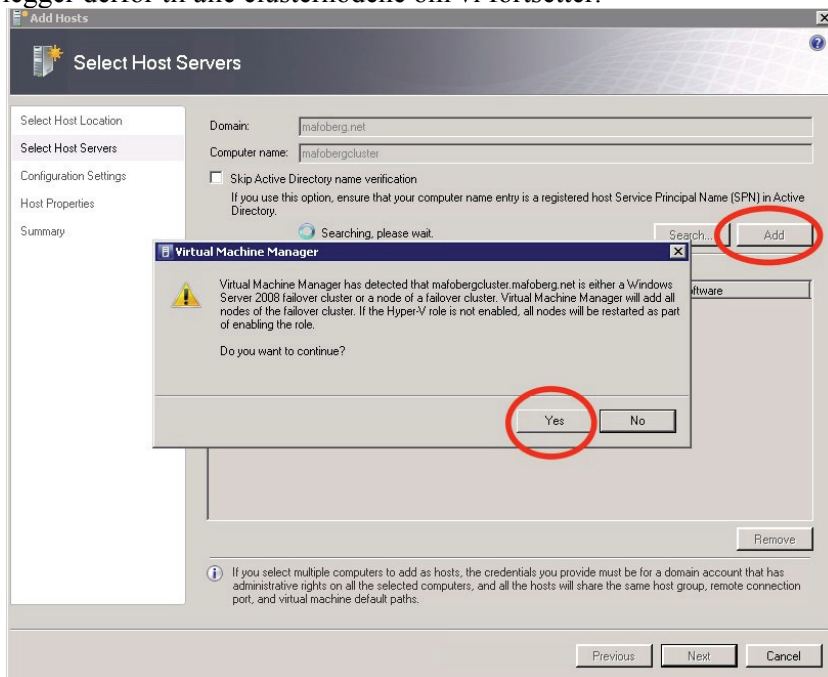 legger derfor til alle clusternodene om vi fortsetter.
Add Hosts
Select Host Servers
Select Host Location
Select Host Servers
Configuration Settings
Host Properties
Summary
Domain: mafoberg.net
Computer name: mafobergcluster
Skip Active Directory name verification
If you use this option, ensure that your computer name entry is a registered host Service Principal Name (SPN) in Active
Directory.
Searching, please wait.
Search... Add
Virtual Machine Manager
Virtual Machine Manager has detected that mafobergcluster.mafoberg.net is either a Windows
Server 2008 failover cluster or a node of a failover cluster. Virtual Machine Manager will add all
nodes of the failover cluster. If the Hyper-V role is not enabled, all nodes will be restarted as part
of enabling the role.
Do you want to continue?
Yes No
Remove
If you select multiple computers to add as hosts, the credentials you provide must be for a domain account that has
administrative rights on all the selected computers, and all the hosts will share the same host group, remote connection
port, and virtual machine default paths.
Previous Next Cancel